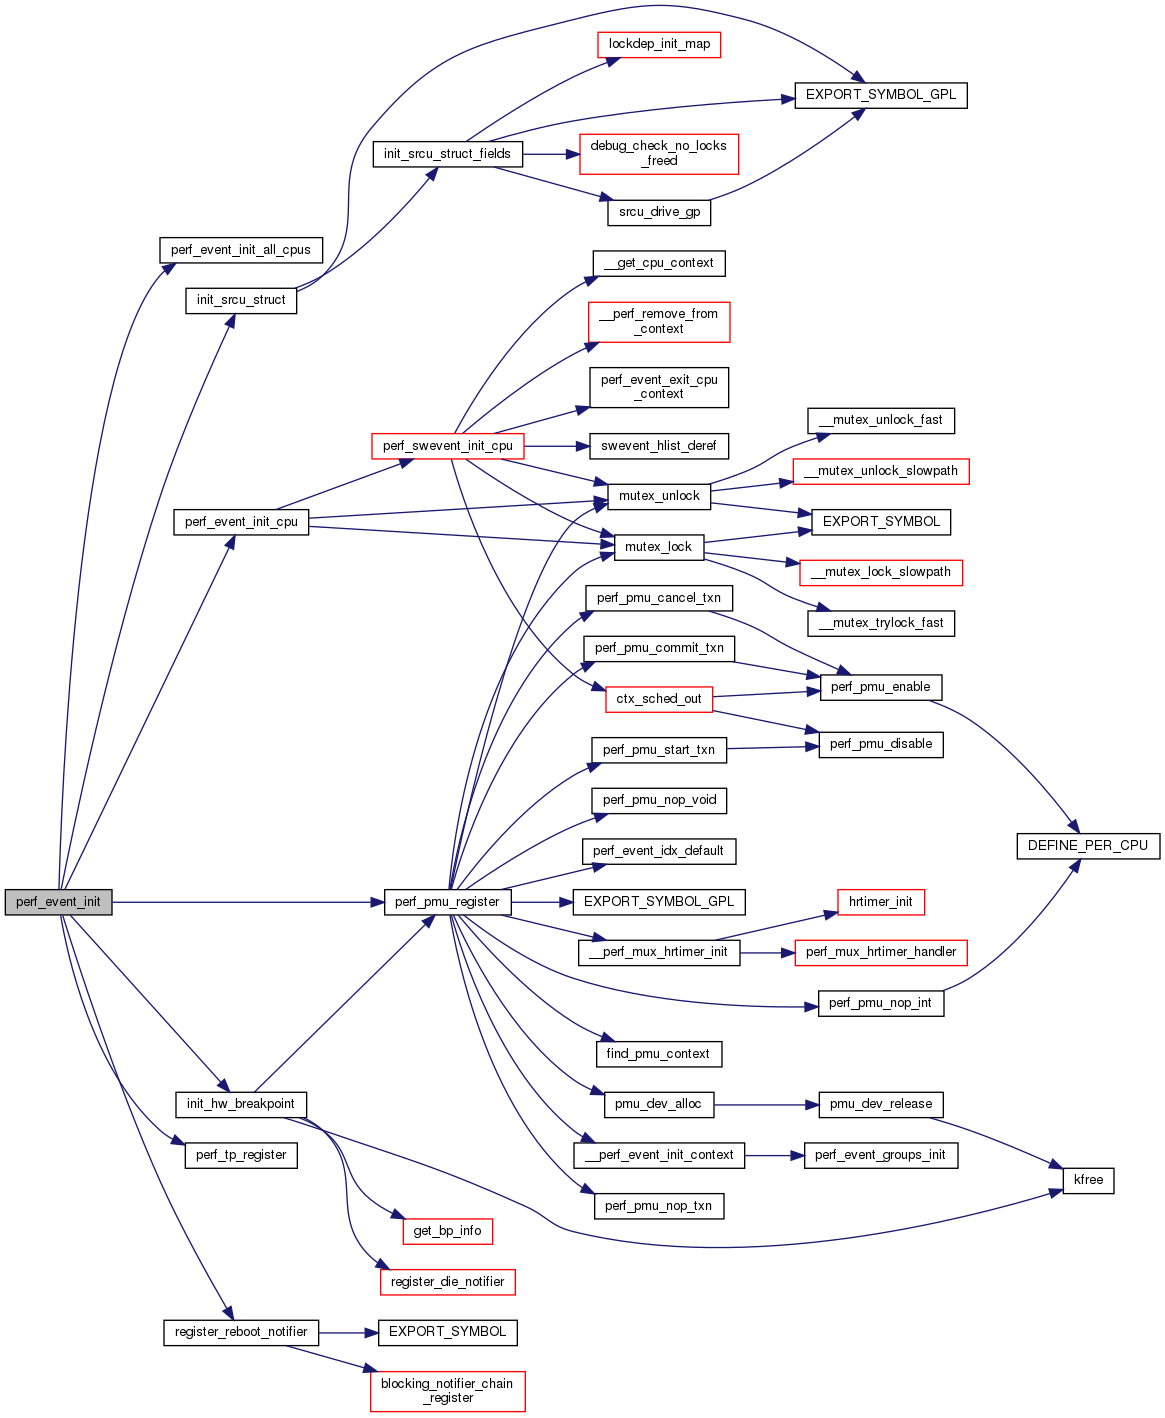 lockdep_init_map
EXPORT_SYMBOL_GPL
init_srcu_struct_fields
debug_check_no_locks
_freed
srcu_drive_gp
perf_event_init_all_cpus
__get_cpu_context
init_srcu_struct
__perf_remove_from
_context
perf_event_exit_cpu
_context
__mutex_unlock_fast
perf_swevent_init_cpu
swevent_hlist_deref
__mutex_unlock_slowpath
mutex_unlock
perf_event_init_cpu
EXPORT_SYMBOL
mutex_lock
__mutex_lock_slowpath
perf_pmu_cancel_txn
__mutex_trylock_fast
perf_pmu_commit_txn
perf_pmu_enable
ctx_sched_out
perf_pmu_disable
perf_pmu_start_txn
perf_pmu_nop_void
DEFINE_PER_CPU
perf_event_idx_default
perf_event_init
perf_pmu_register
EXPORT_SYMBOL_GPL
hrtimer_init
__perf_mux_hrtimer_init
perf_mux_hrtimer_handler
perf_pmu_nop_int
find_pmu_context
init_hw_breakpoint
pmu_dev_alloc
pmu_dev_release
perf_tp_register
__perf_event_init_context
perf_event_groups_init
kfree
perf_pmu_nop_txn
get_bp_info
register_die_notifier
register_reboot_notifier
EXPORT_SYMBOL
blocking_notifier_chain
_register